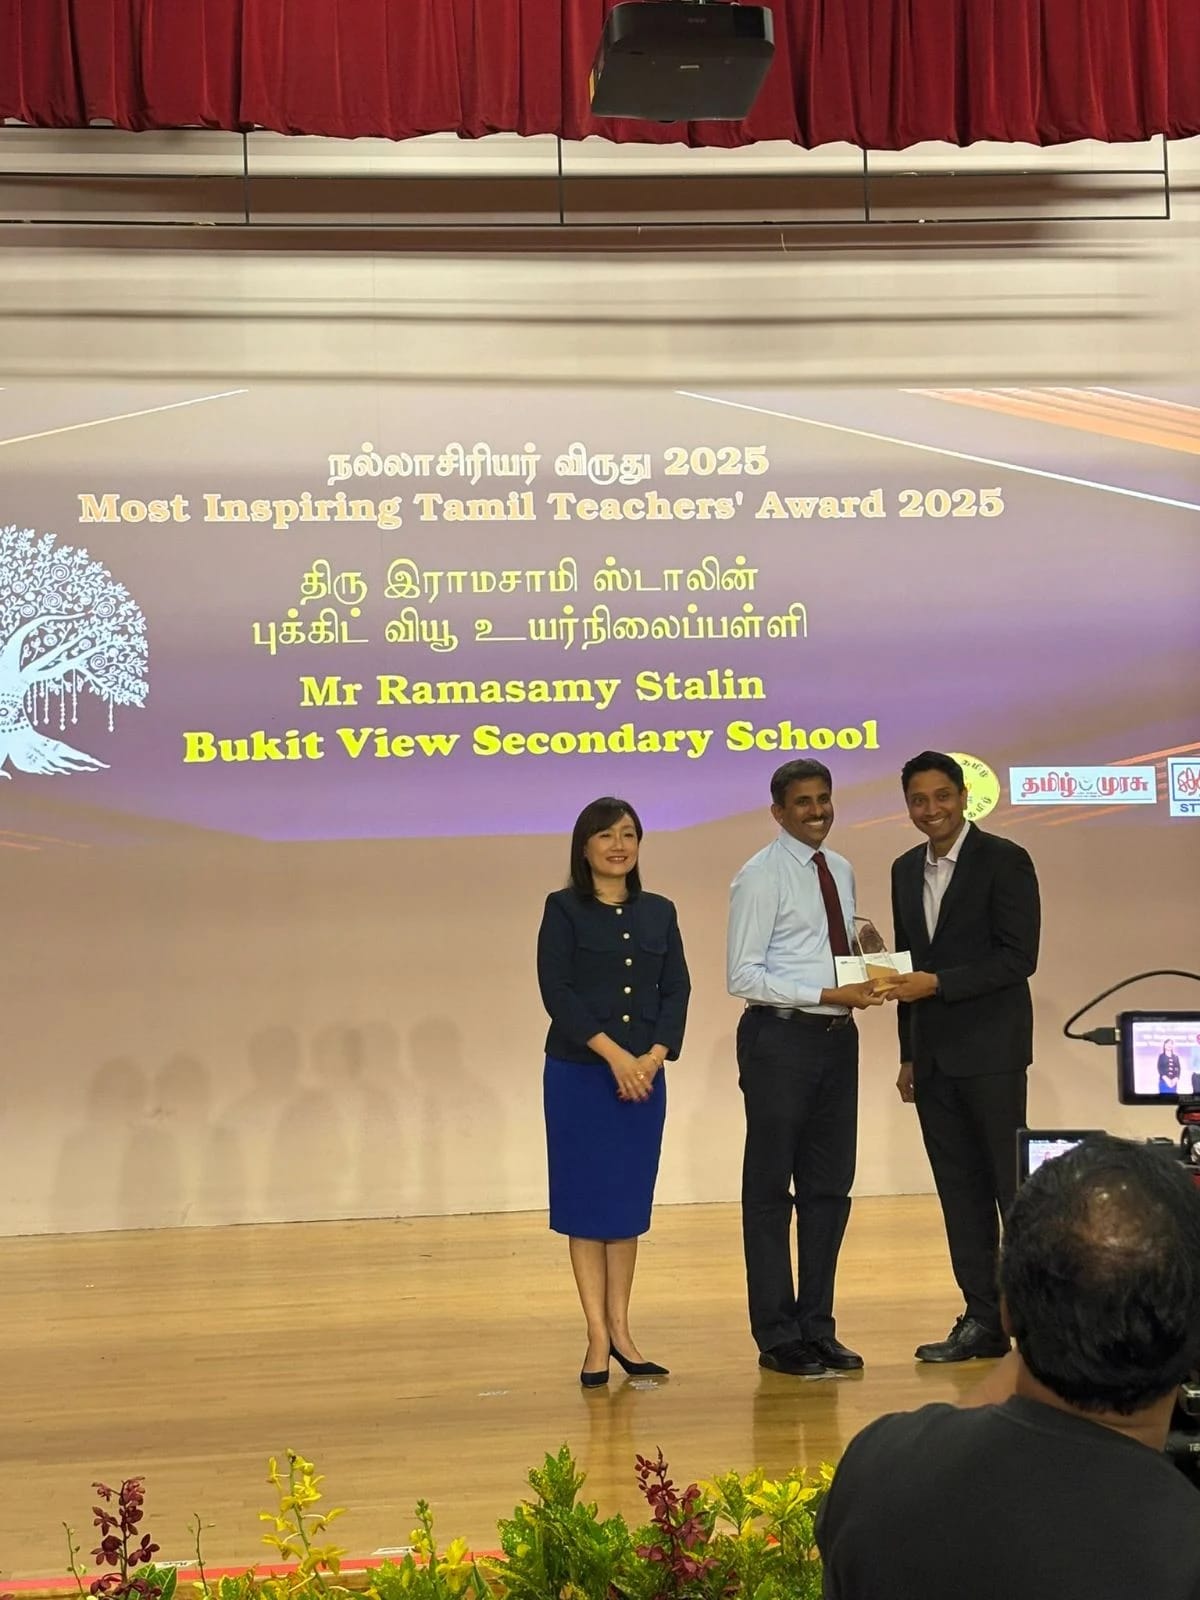 நல்லாசிரியர் விருது 2025
Most Inspiring Tamil Teachers' Award 2025
திரு இராமசாமி ஸ்டாலின்
புக்கிட் வியூ உயர்நிலைப்பள்ளி
Mr Ramasamy Stalin
Bukit View Secondary School
தமிழ் முரசு